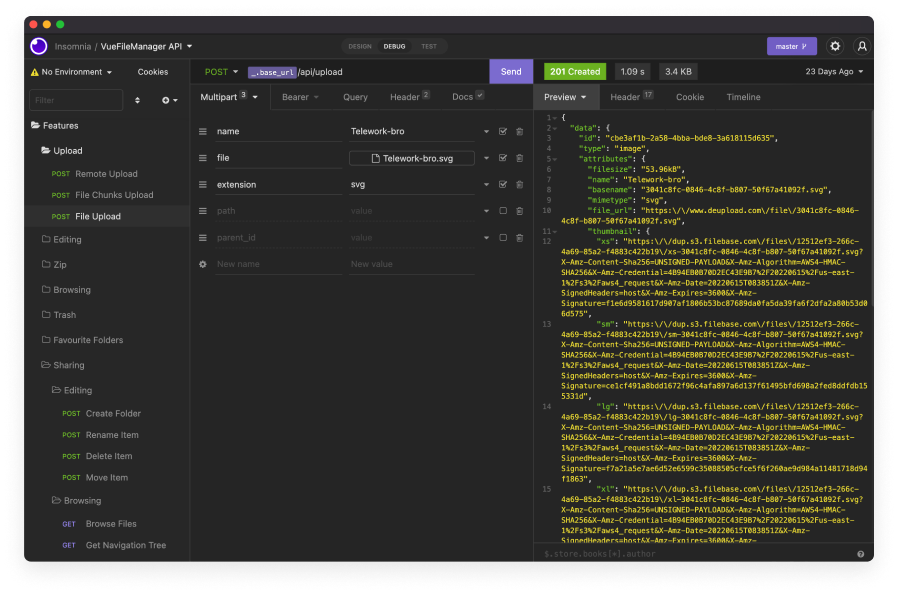 Insomnia / VueFileManager API
DESIGN DEBUG TEST
master
No Environment
Cookies
POST _.base_url /api/upload
Send
201 Created 1.09 s 3.4 KB
23 Days Ago
Filter
Multipart 3
Bearer
Query
Header 2
Docs
Preview
Header 17
Cookie
Timeline
Features
Upload
POST Remote Upload
POST File Chunks Upload
POST File Upload
Editing
Zip
Browsing
Trash
Favourite Folders
Sharing
Editing
POST Create Folder
POST Rename Item
POST Delete Item
POST Move Item
Browsing
GET Browse Files
GET Get Navigation Tree
name Telework-bro
file Telework-bro.svg
extension svg
path value
parent_id value
New name New value
1 {
2 "data": {
3 "id": "cbe3af1b-2a58-4bba-bde8-3a618115d635",
4 "type": "image",
5 "attributes": {
6 "filesize": "53.96kB",
7 "name": "Telework-bro",
8 "basename": "3041c8fc-0846-4c8f-b807-50f67a41092f.svg",
9 "mimetype": "svg",
10 "file_url": "https:\/\/www.deupload.com\/file\/3041c8fc-0846-
4c8f-b807-50f67a41092f.svg",
11 "thumbnail": {
12 "xs": "https:\/\/dup.s3.filebase.com\/files\/12512ef3-266c-
4a69-85a2-f4883c422b19\/xs-3041c8fc-0846-4c8f-b807-50f67a41092f.svg?
X-Amz-Content-Sha256=UNSIGNED-PAYLOAD&X-Amz-Algorithm=AWS4-HMAC-
SHA256&X-Amz-Credential=4B94EB0B70D2EC43E9B7%2F20220615%2Fus-east-
1%2Fs3%2Faws4_request&X-Amz-Date=20220615T083851Z&X-Amz-
SignedHeaders=host&X-Amz-Expires=3600&X-Amz-
Signature=f1e6d9581617d907af1806b53bc87689da0fa5da39fa6f2dfa2a80b53d0
6d575",
13 "sm": "https:\/\/dup.s3.filebase.com\/files\/12512ef3-266c-
4a69-85a2-f4883c422b19\/sm-3041c8fc-0846-4c8f-b807-50f67a41092f.svg?
X-Amz-Content-Sha256=UNSIGNED-PAYLOAD&X-Amz-Algorithm=AWS4-HMAC-
SHA256&X-Amz-Credential=4B94EB0B70D2EC43E9B7%2F20220615%2Fus-east-
1%2Fs3%2Faws4_request&X-Amz-Date=20220615T083851Z&X-Amz-
SignedHeaders=host&X-Amz-Expires=3600&X-Amz-
Signature=ce1cf491a8bdd1672f96c4afa897a6d137f61495bfd698a2fed8ddfdb15
5331d",
14 "lg": "https:\/\/dup.s3.filebase.com\/files\/12512ef3-266c-
4a69-85a2-f4883c422b19\/lg-3041c8fc-0846-4c8f-b807-50f67a41092f.svg?
X-Amz-Content-Sha256=UNSIGNED-PAYLOAD&X-Amz-Algorithm=AWS4-HMAC-
SHA256&X-Amz-Credential=4B94EB0B70D2EC43E9B7%2F20220615%2Fus-east-
1%2Fs3%2Faws4_request&X-Amz-Date=20220615T083851Z&X-Amz-
SignedHeaders=host&X-Amz-Expires=3600&X-Amz-
Signature=f7a21a5e7ae6d52e6599c35088505cfce5f6f260ae9d984a11481718d94
f1863",
15 "xl": "https:\/\/dup.s3.filebase.com\/files\/12512ef3-266c-
4a69-85a2-f4883c422b19\/xl-3041c8fc-0846-4c8f-b807-50f67a41092f.svg?
X-Amz-Content-Sha256=UNSIGNED-PAYLOAD&X-Amz-Algorithm=AWS4-HMAC-
SHA256&X-Amz-Credential=4B94EB0B70D2EC43E9B7%2F20220615%2Fus-east-
1%2Fs3%2Faws4_request&X-Amz-Date=20220615T083851Z&X-Amz-
SignedHeaders=host&X-Amz-Expires=3600&X-Amz-
$.store.books[*].author